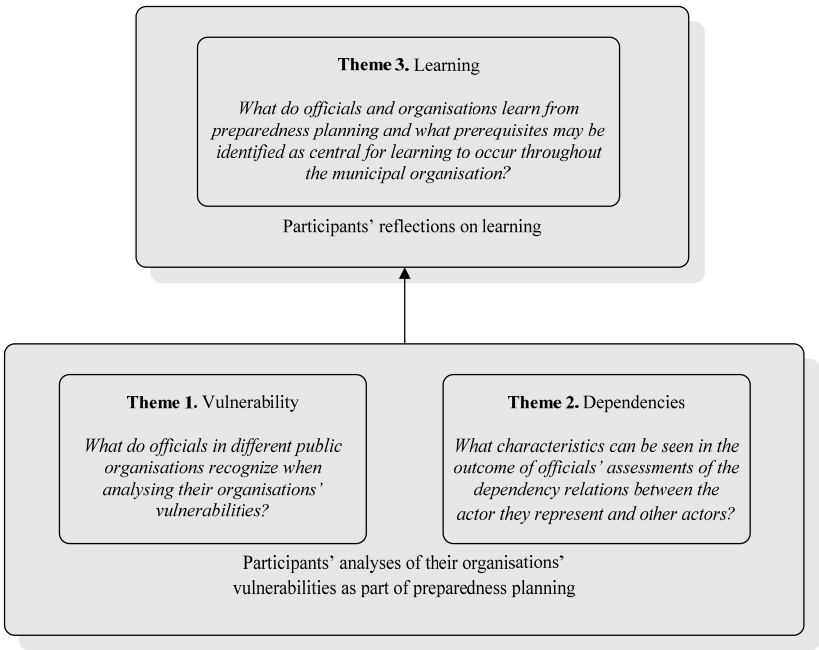 Theme 3. Learning
What do officials and organisations learn from
preparedness planning and what prerequisites may be
identified as central for learning to occur throughout
the municipal organisation?
Participants’ reflections on learning
Theme 1. Vulnerability
What do officials in different public
organisations recognize when
analysing their organisations’
vulnerabilities?
Theme 2. Dependencies
What characteristics can be seen in the
outcome of officials’ assessments of the
dependency relations between the
actor they represent and other actors?
Participants’ analyses of their organisations’
vulnerabilities as part of preparedness planning